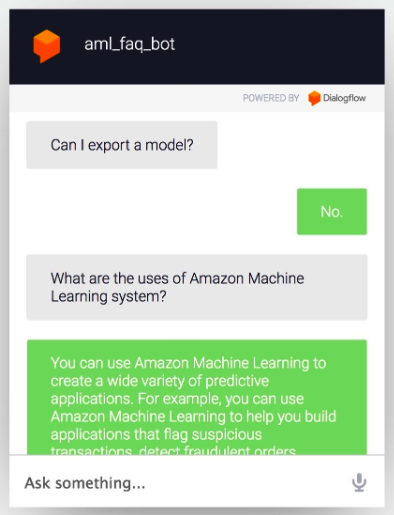 aml_faq_bot
POWERED BY Dialogflow
Can I export a model?
No.
What are the uses of Amazon Machine
Learning system?
You can use Amazon Machine Learning to
create a wide variety of predictive
applications. For example, you can use
Amazon Machine Learning to help you build
applications that flag suspicious
transactions, detect fraudulent orders,
Ask something...